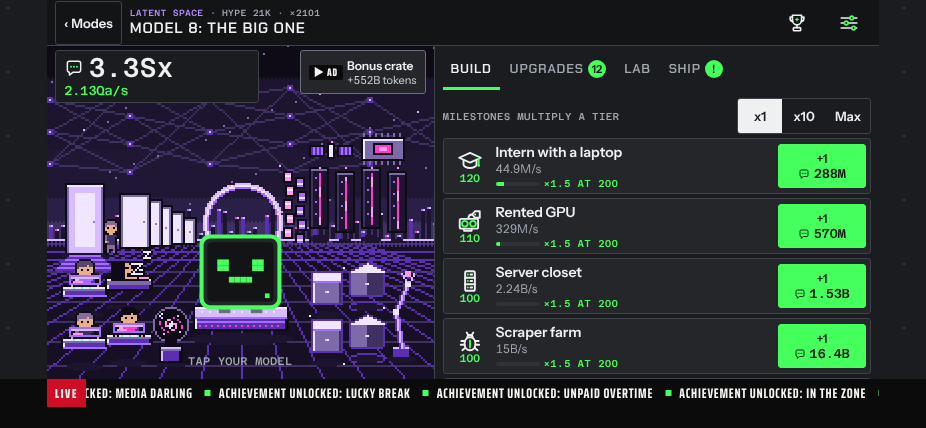 ‹ Modes
LATENT SPACE · HYPE 21K · ×2101
MODEL 8: THE BIG ONE
3.3Sx
2.13Qa/s
AD
Bonus crate
+552B tokens
z
Z
TAP YOUR MODEL
BUILD
UPGRADES 12
LAB
SHIP !
MILESTONES MULTIPLY A TIER
x1
x10
Max
Intern with a laptop
44.9M/s
120
×1.5 AT 200
+1
288M
Rented GPU
329M/s
110
×1.5 AT 200
+1
570M
Server closet
2.24B/s
100
×1.5 AT 200
+1
1.53B
Scraper farm
15B/s
100
×1.5 AT 200
+1
16.4B
LIVE
CKED: MEDIA DARLING ■ ACHIEVEMENT UNLOCKED: LUCKY BREAK ■ ACHIEVEMENT UNLOCKED: UNPAID OVERTIME ■ ACHIEVEMENT UNLOCKED: IN THE ZONE